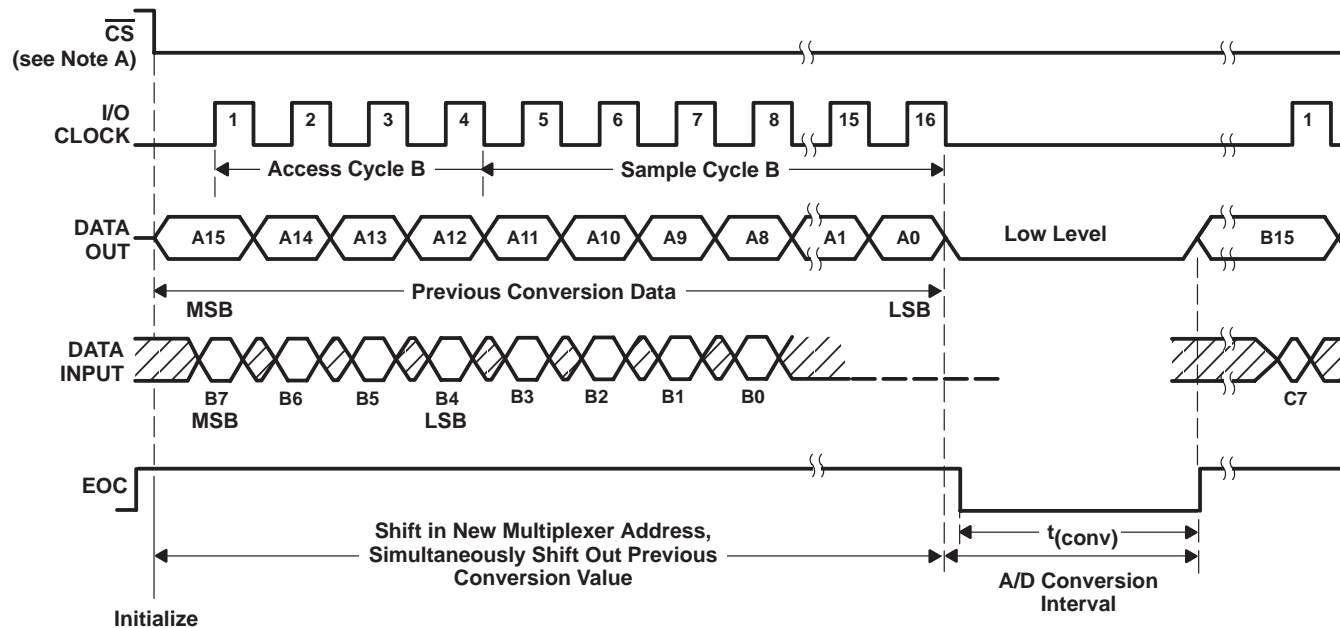 CS
(see Note A)
I/O
CLOCK
1 2 3 4 5 6 7 8 15 16 1
Access Cycle B Sample Cycle B
DATA
OUT
A15 A14 A13 A12 A11 A10 A9 A8 A1 A0 Low Level B15
Previous Conversion Data
MSB LSB
DATA
INPUT
B7 B6 B5 B4 B3 B2 B1 B0 C7
MSB LSB
EOC
Shift in New Multiplexer Address,
Simultaneously Shift Out Previous
Conversion Value
t(conv)
A/D Conversion
Interval
Initialize